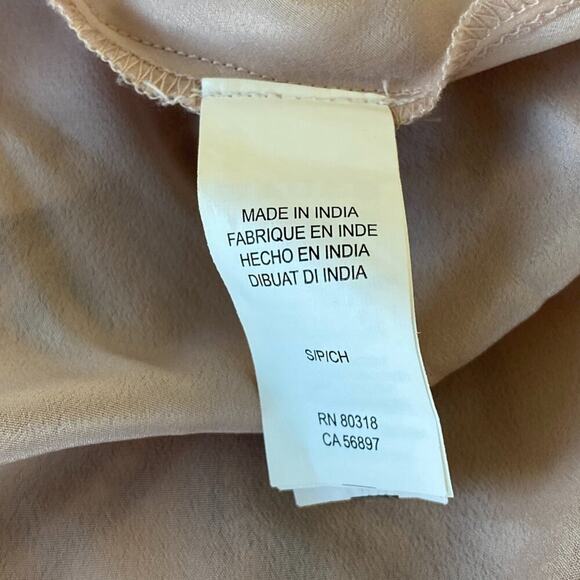 MADE IN INDIA
FABRIQUE EN INDE
HECHO EN INDIA
DIBUAT DI INDIA
S/P/CH
RN 80318
CA 56897